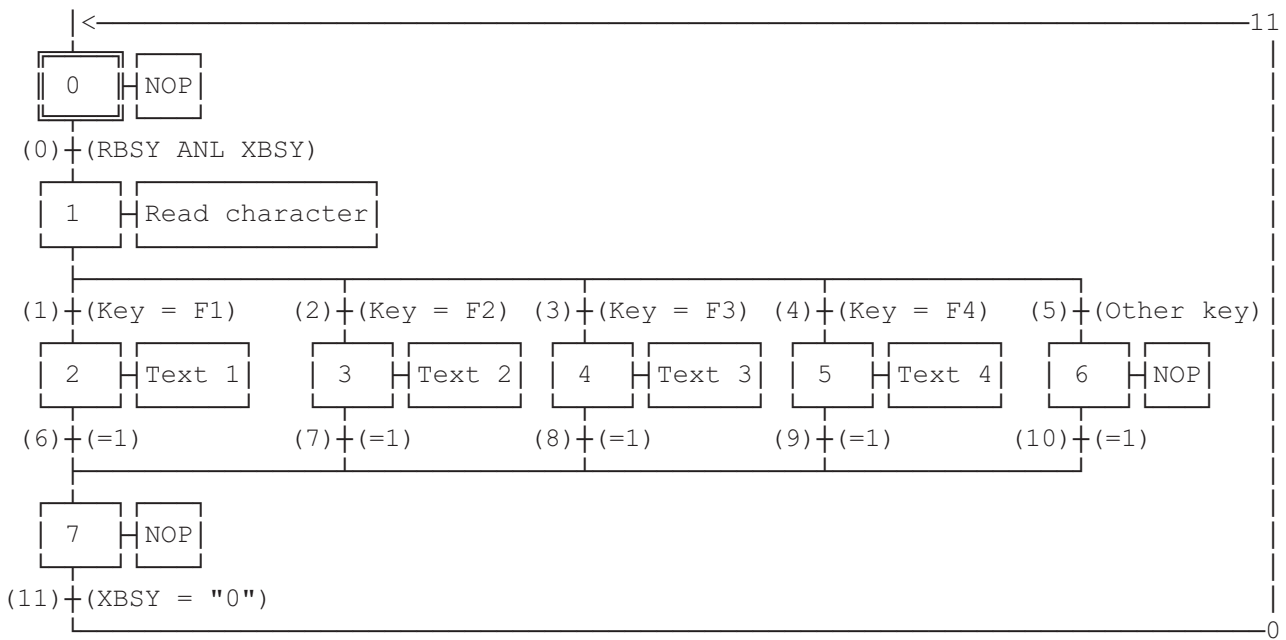 <11
0 NOP
(0) (RBSY ANL XBSY)
1 Read character
(1) (Key = F1) (2) (Key = F2) (3) (Key = F3) (4) (Key = F4) (5) (Other key)
2 Text 1 3 Text 2 4 Text 3 5 Text 4 6 NOP
(6) (=1) (7) (=1) (8) (=1) (9) (=1) (10) (=1)
7 NOP
(11) (XBSY = "0")
0